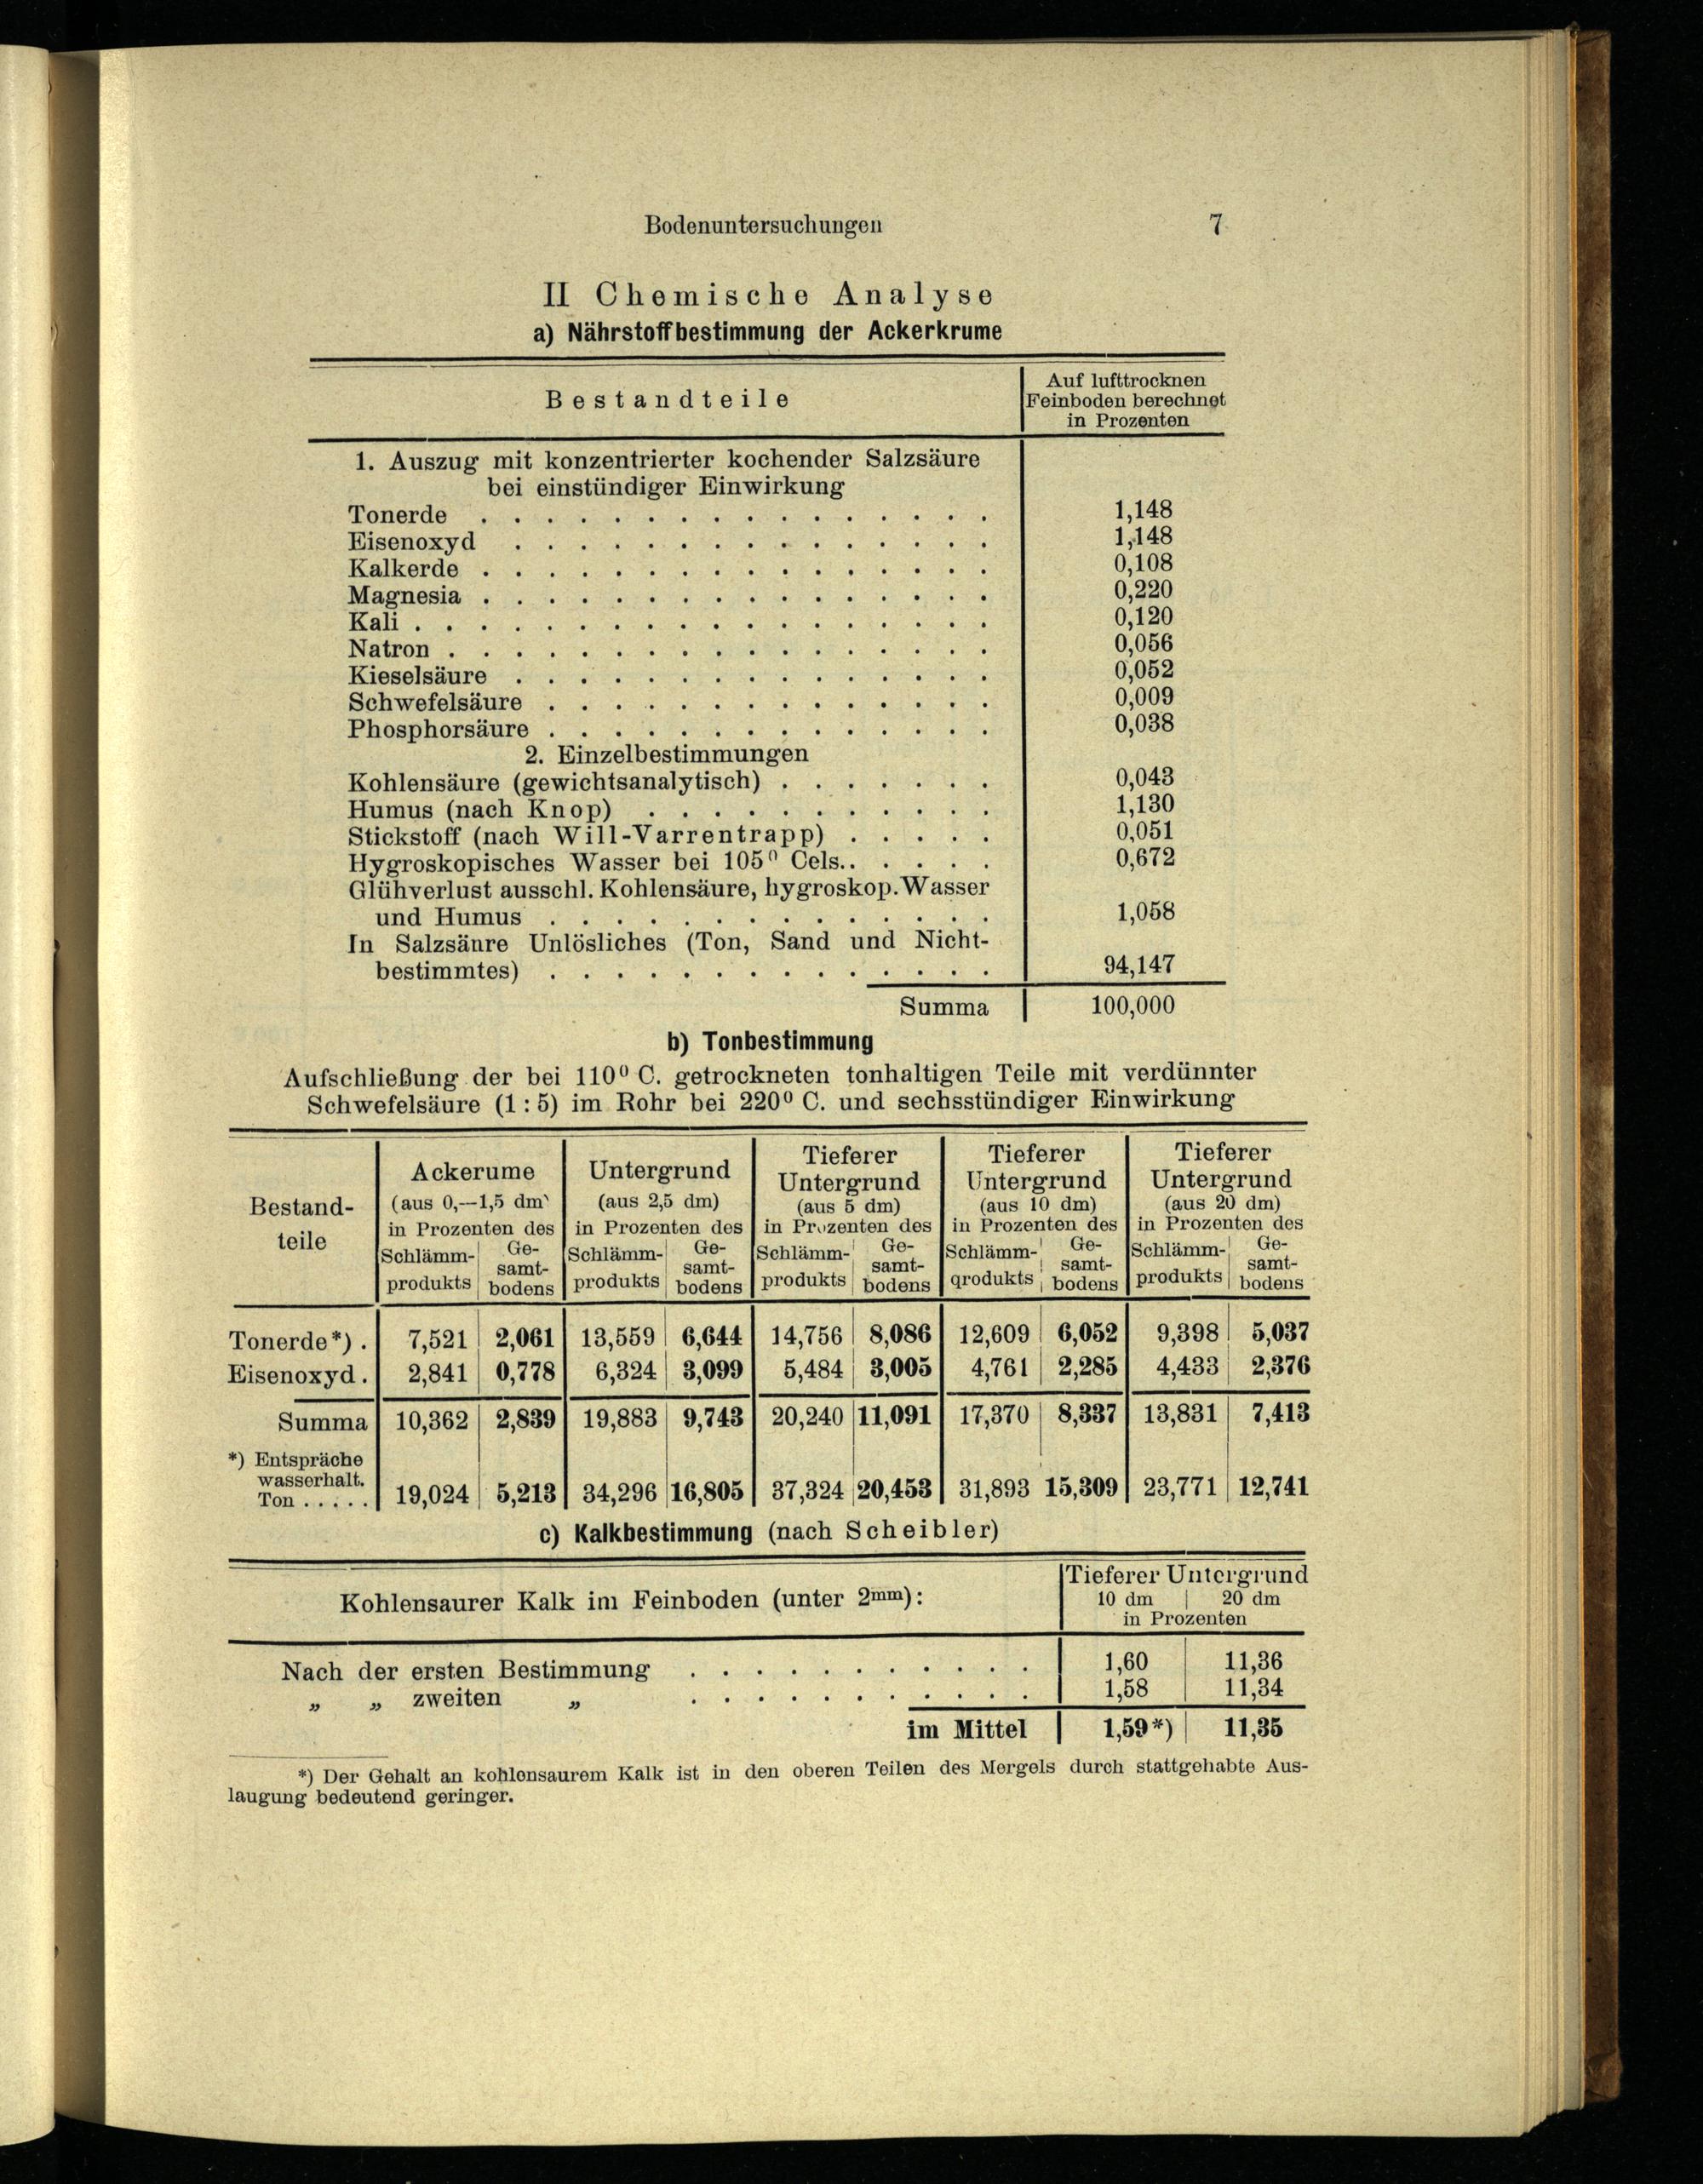 Bodenuntersuchungen 7
II Chemische Analyse
a) Nährstoffbestimmung der Ackerkrume
Bestandteile
Auf lufttrocknen
Feinboden berechnet
in Prozenten
1. Auszug mit konzentrierter kochender Salzsäure
bei einstündiger Einwirkung
Tonerde . . . . . . . . . . . . . . . . 1,148
Eisenoxyd . . . . . . . . . . . . . . . 1,148
Kalkerde . . . . . . . . . . . . . . . . 0,108
Magnesia . . . . . . . . . . . . . . . . 0,220
Kali . . . . . . . . . . . . . . . . . . 0,120
Natron . . . . . . . . . . . . . . . . . 0,056
Kieselsäure . . . . . . . . . . . . . . . 0,052
Schwefelsäure . . . . . . . . . . . . . . 0,009
Phosphorsäure . . . . . . . . . . . . . . 0,038
2. Einzelbestimmungen
Kohlensäure (gewichtsanalytisch) . . . . . . . 0,043
Humus (nach Knop) . . . . . . . . . . . 1,130
Stickstoff (nach Will-Varrentrapp) . . . . . 0,051
Hygroskopisches Wasser bei 105⁰ Cels. . . . . . 0,672
Glühverlust ausschl. Kohlensäure, hygroskop. Wasser
und Humus . . . . . . . . . . . . . . 1,058
In Salzsänre Unlösliches (Ton, Sand und Nicht-
bestimmtes) . . . . . . . . . . . . . . 94,147
Summa 100,000
b) Tonbestimmung
Aufschließung der bei 110⁰ C. getrockneten tonhaltigen Teile mit verdünnter
Schwefelsäure (1 : 5) im Rohr bei 220⁰ C. und sechsstündiger Einwirkung
Bestand-
teile
Ackerume
(aus 0,—1,5 dm)
in Prozenten des
Schlämm-
produkts
Ge-
samt-
bodens
Untergrund
(aus 2,5 dm)
in Prozenten des
Schlämm-
produkts
Ge-
samt-
bodens
Tieferer
Untergrund
(aus 5 dm)
in Prozenten des
Schlämm-
produkts
Ge-
samt-
bodens
Tieferer
Untergrund
(aus 10 dm)
in Prozenten des
Schlämm-
qrodukts
Ge-
samt-
bodens
Tieferer
Untergrund
(aus 20 dm)
in Prozenten des
Schlämm-
produkts
Ge-
samt-
bodens
Tonerde*) . 7,521 2,061 13,559 6,644 14,756 8,086 12,609 6,052 9,398 5,037
Eisenoxyd . 2,841 0,778 6,324 3,099 5,484 3,005 4,761 2,285 4,433 2,376
Summa 10,362 2,839 19,883 9,743 20,240 11,091 17,370 8,337 13,831 7,413
*) Entspräche
wasserhalt.
Ton . . . . . 19,024 5,213 34,296 16,805 37,324 20,453 31,893 15,309 23,771 12,741
c) Kalkbestimmung (nach Scheibler)
Kohlensaurer Kalk im Feinboden (unter 2mm):
Tieferer Untergrund
10 dm 20 dm
in Prozenten
Nach der ersten Bestimmung . . . . . . . . . . . 1,60 11,36
„ „ zweiten „ . . . . . . . . . . . 1,58 11,34
im Mittel 1,59*) 11,35
*) Der Gehalt an kohlensaurem Kalk ist in den oberen Teilen des Mergels durch stattgehabte Aus-
laugung bedeutend geringer.